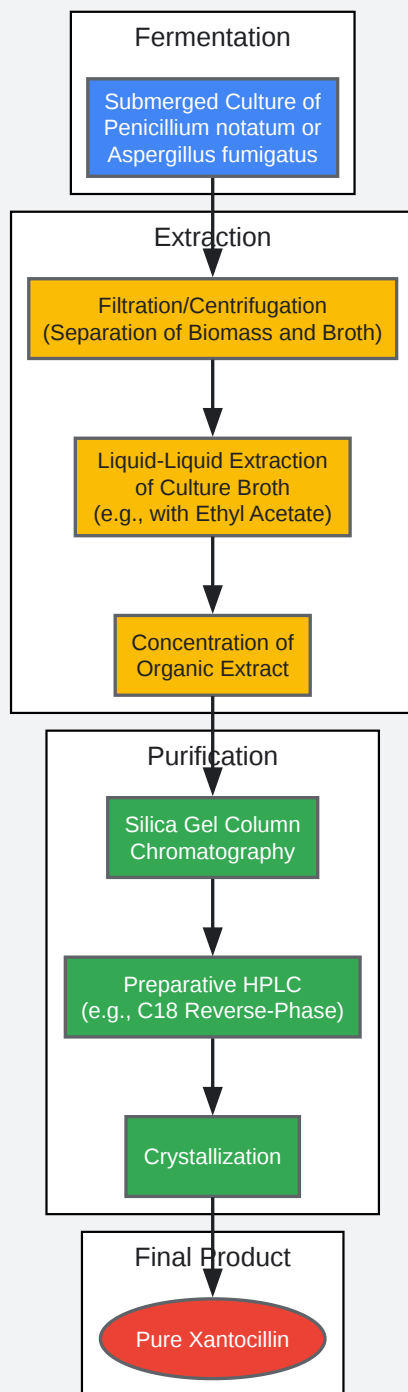 Fermentation
Submerged Culture of
Penicillium notatum or
Aspergillus fumigatus
Extraction
Filtration/Centrifugation
(Separation of Biomass and Broth)
Liquid-Liquid Extraction
of Culture Broth
(e.g., with Ethyl Acetate)
Concentration of
Organic Extract
Purification
Silica Gel Column
Chromatography
Preparative HPLC
(e.g., C18 Reverse-Phase)
Crystallization
Final Product
Pure Xantocillin